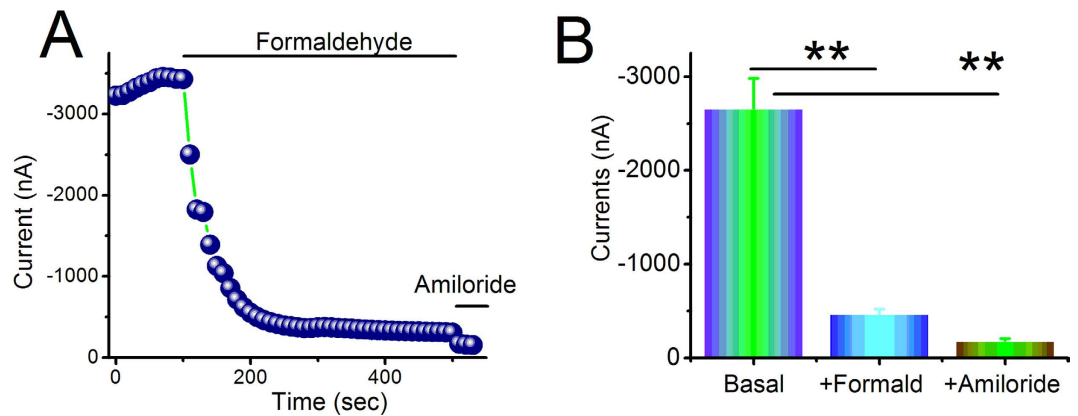 A
Formaldehyde
Amiloride
Current (nA)
-3000
-2000
-1000
0
0
200
400
Time (sec)
B
**
**
Currents (nA)
-3000
-2000
-1000
0
Basal
+Formald
+Amiloride